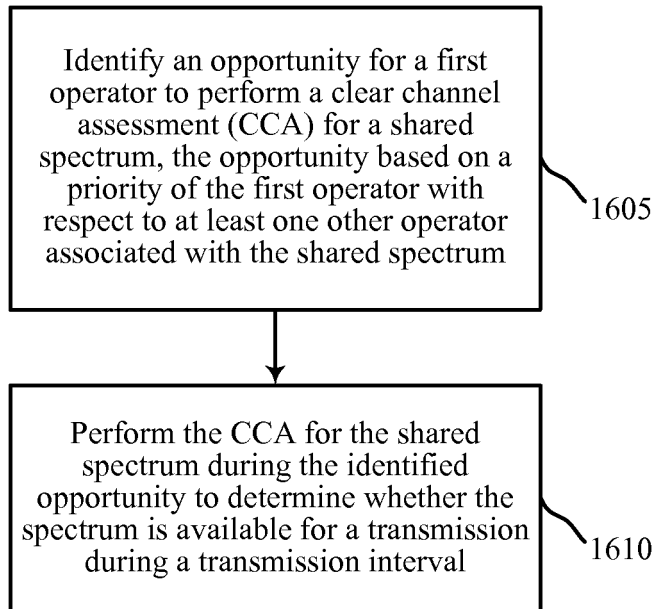 Identify an opportunity for a first
operator to perform a clear channel
assessment (CCA) for a shared
spectrum, the opportunity based on a
priority of the first operator with
respect to at least one other operator
associated with the shared spectrum
1605
Perform the CCA for the shared
spectrum during the identified
opportunity to determine whether the
spectrum is available for a transmission
during a transmission interval
1610